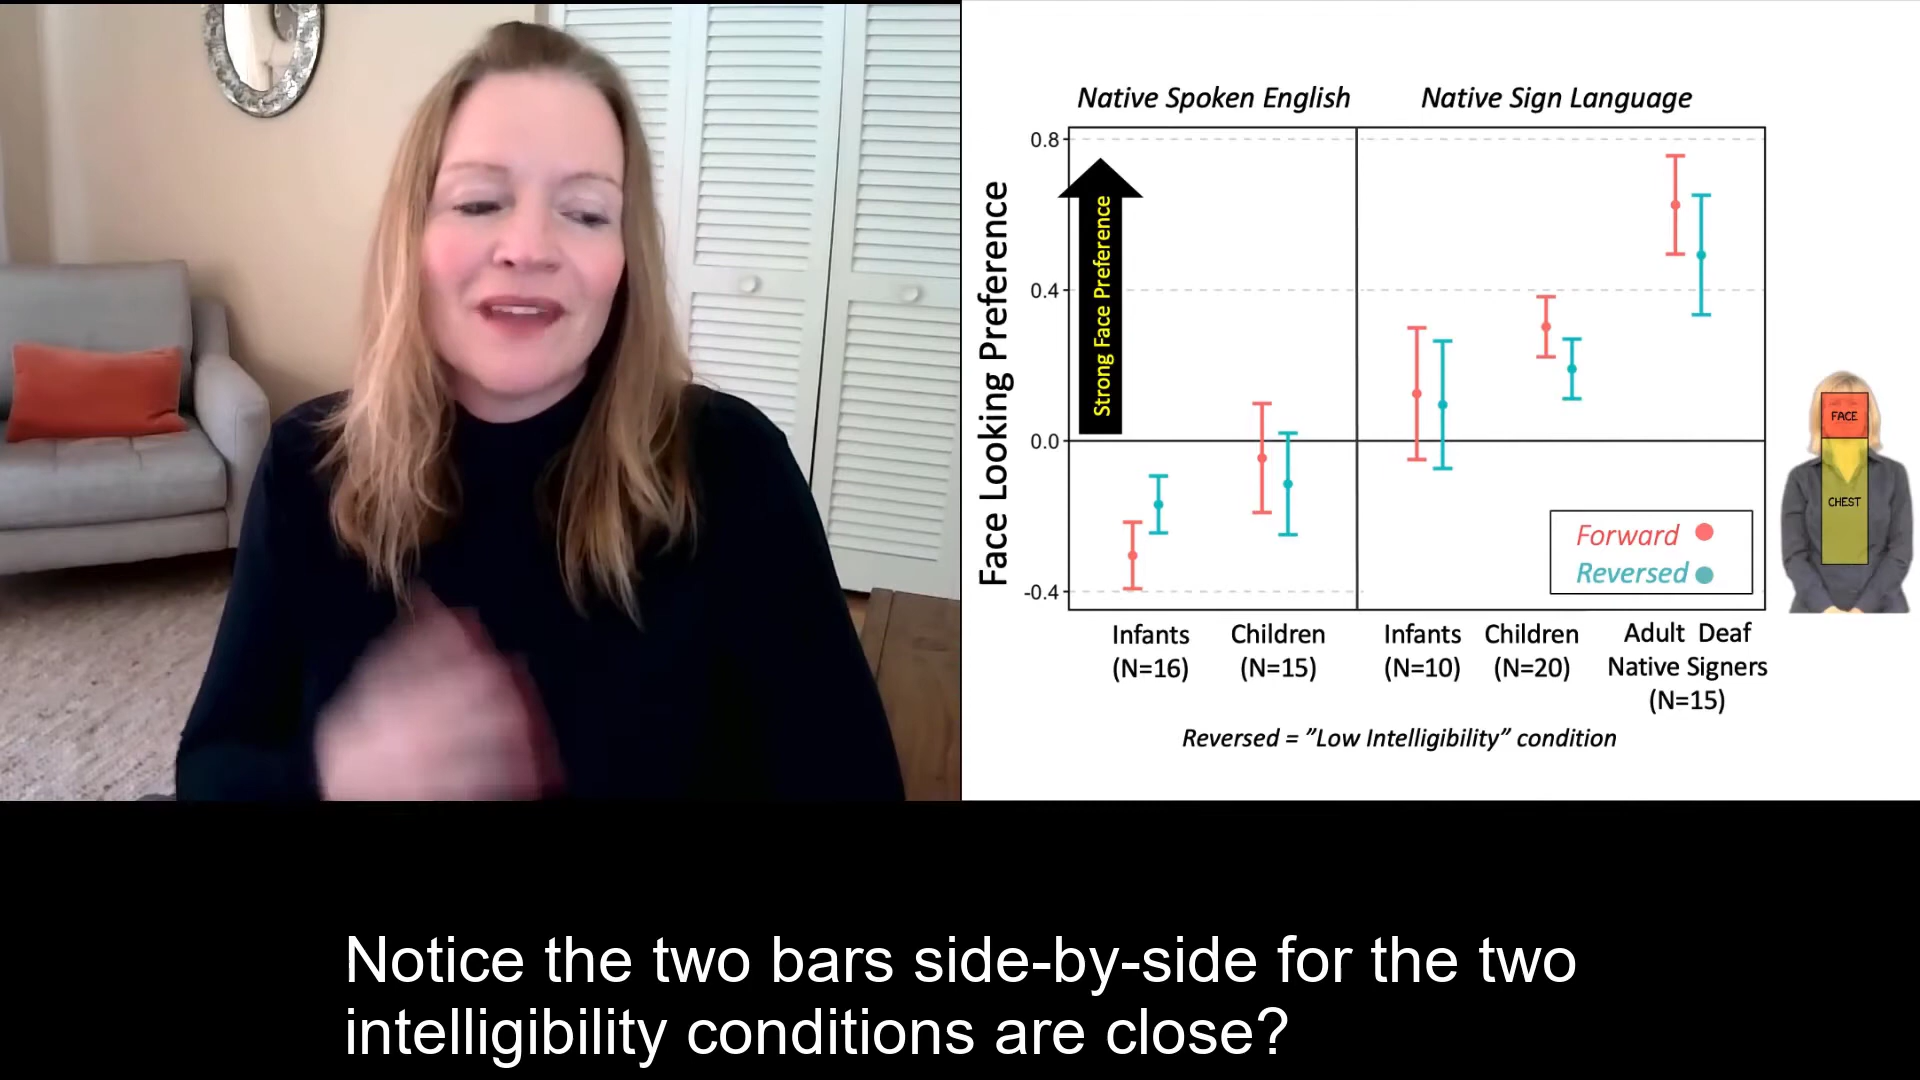 Native Spoken English
Native Sign Language
Face Looking Preference
0.8
0.4
0.0
-0.4
Strong Face Preference
Forward
Reversed
FACE
CHEST
Infants
(N=16)
Children
(N=15)
Infants
(N=10)
Children
(N=20)
Adult Deaf
Native Signers
(N=15)
Reversed = ”Low Intelligibility” condition
Notice the two bars side-by-side for the two
intelligibility conditions are close?